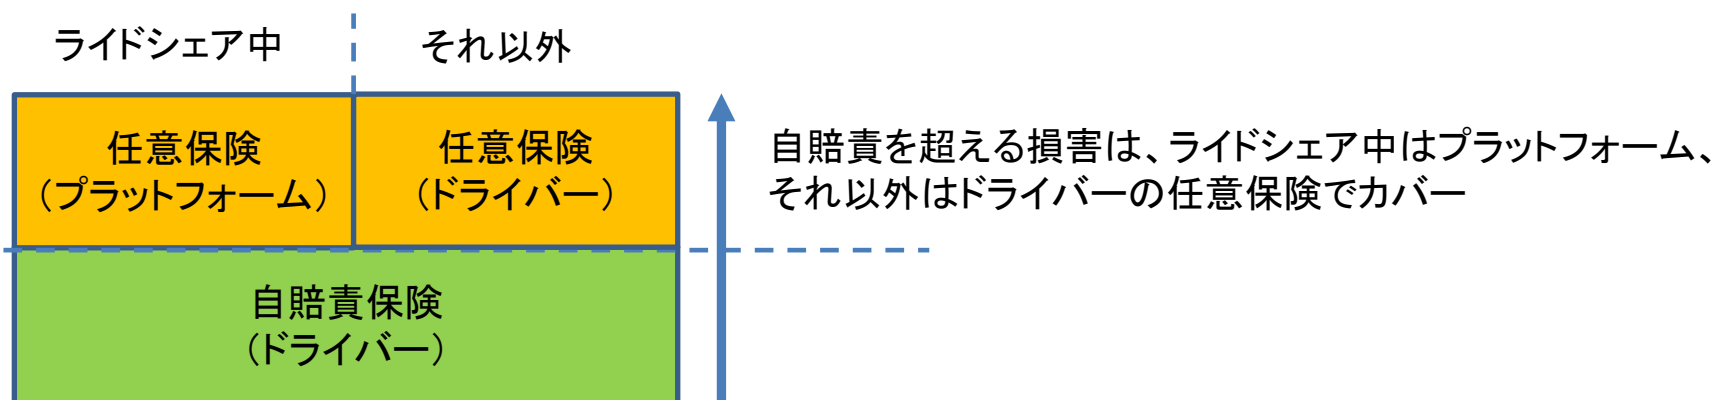 ライドシェア中
それ以外
任意保険
（プラットフォーム）
任意保険
（ドライバー）
自賠責を超える損害は、ライドシェア中はプラットフォーム、
それ以外はドライバーの任意保険でカバー
自賠責保険
（ドライバー）